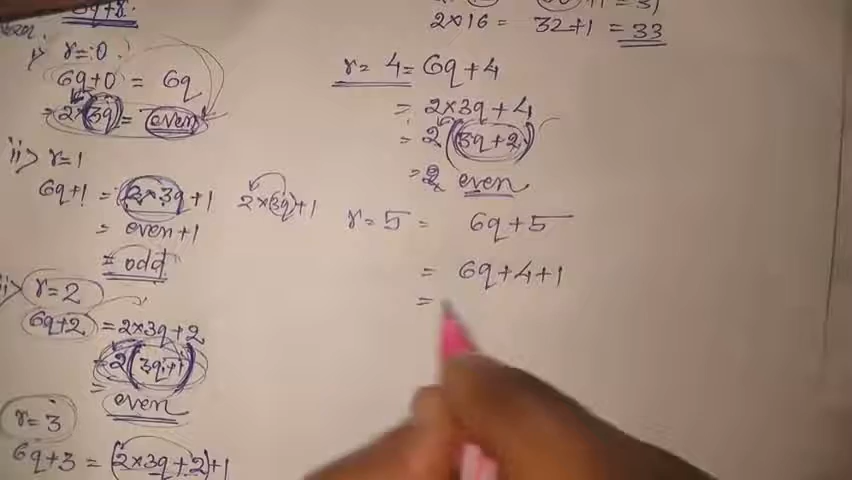 6q+r.
i) r=0
6q+0 = 6q
= 2×3q = even
ii) r=1
6q+1 = 2×3q+1 2×(3q)+1
= even+1
= odd
r=2
6q+2 = 2×3q+2
= 2(3q+1)
= even
r=3
6q+3 = (2×3q+2)+1
= 31
2×16 = 32+1 = 33
r= 4= 6q+4
= 2×3q+4
= 2(3q+2)
= even
r=5 = 6q+5
= 6q+4+1
=